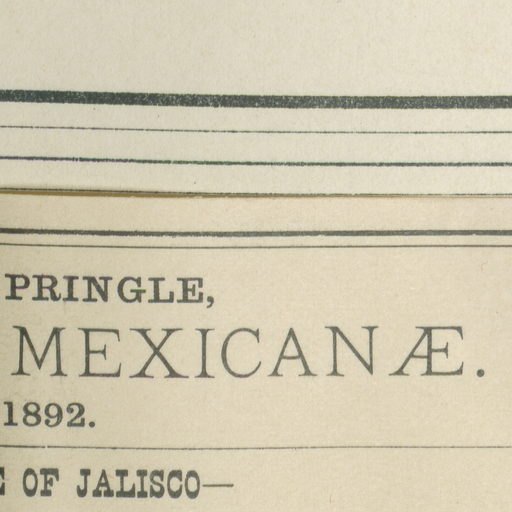 PRINGLE,
MEXICANÆ.
1892.
OF JALISCO—